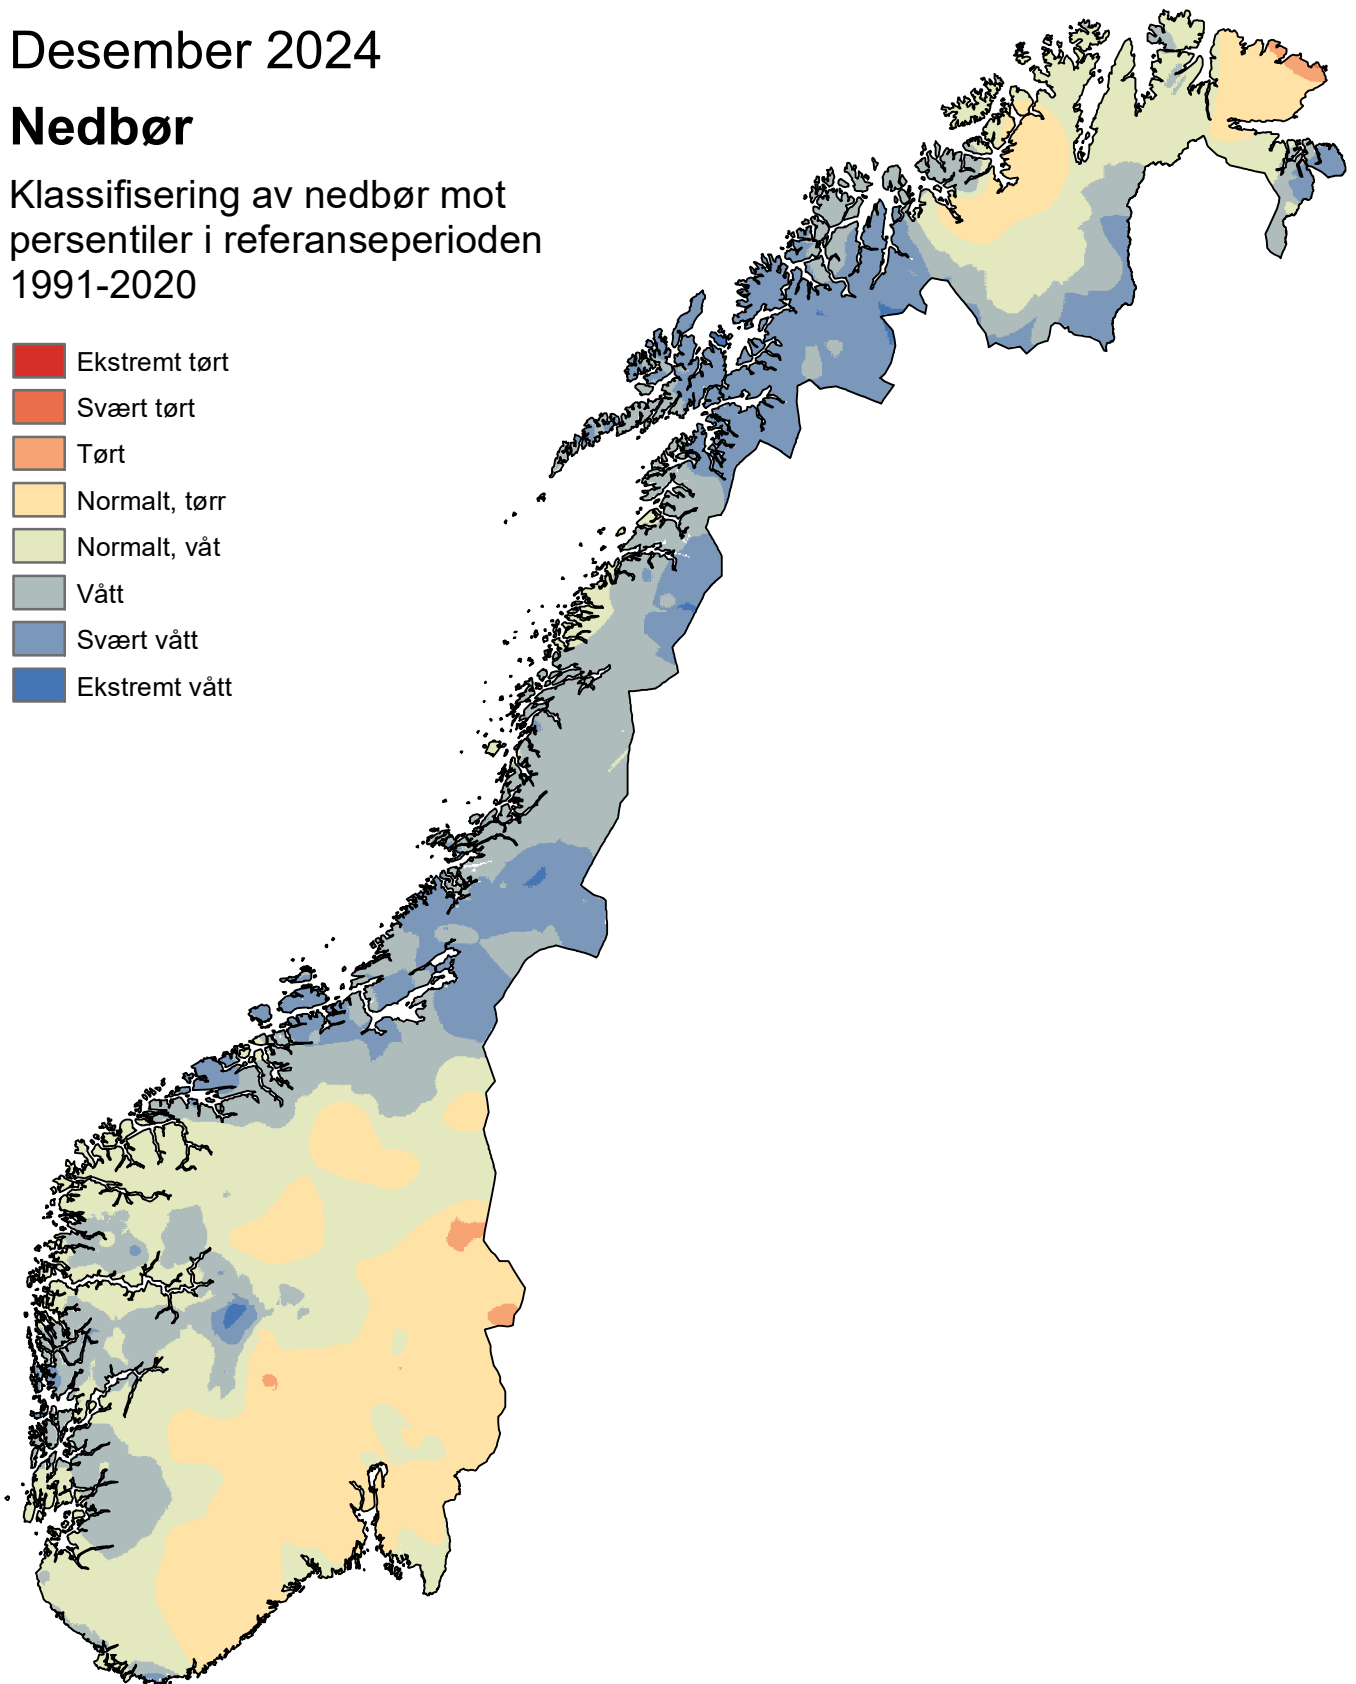 Desember 2024
Nedbør
Klassifisering av nedbør mot
persentiler i referanseperioden
1991-2020
Ekstremt tørt
Svært tørt
Tørt
Normalt, tørr
Normalt, våt
Vått
Svært vått
Ekstremt vått